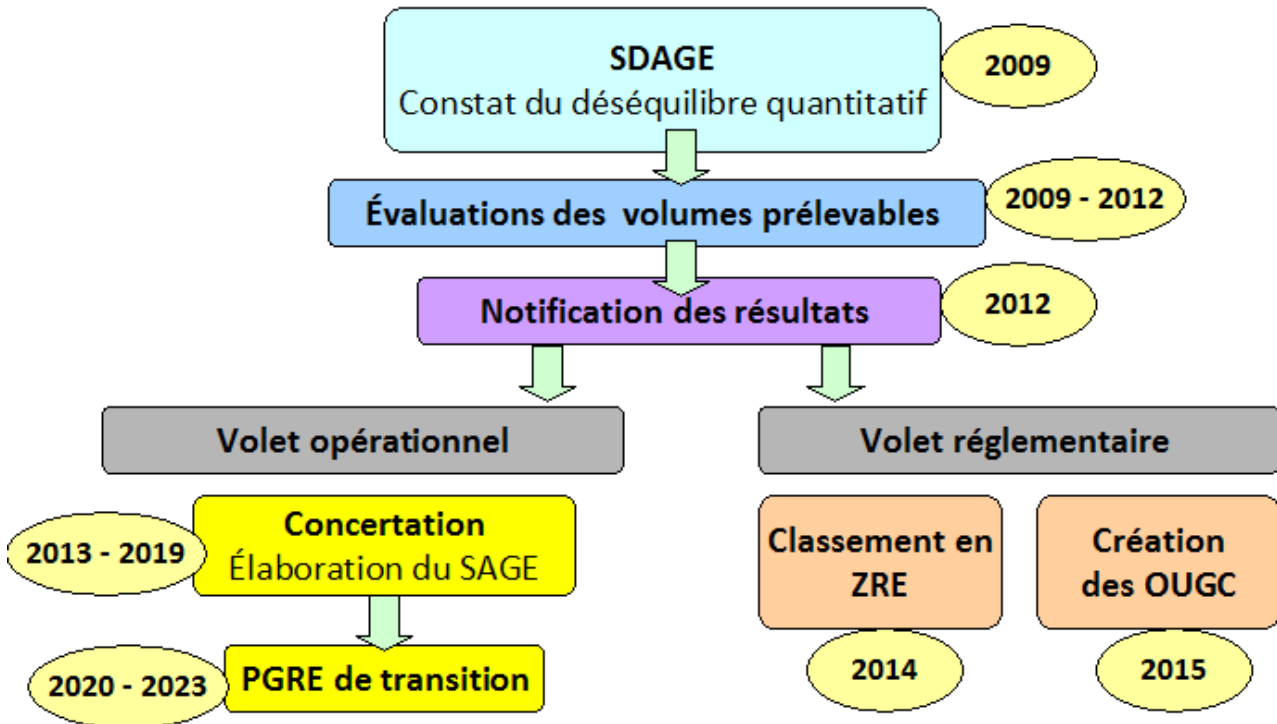 SDAGE
Constat du déséquilibre quantitatif
2009
Évaluations des volumes prélevables
2009 - 2012
Notification des résultats
2012
Volet opérationnel
Volet réglementaire
2013 - 2019
Concertation
Élaboration du SAGE
2020 - 2023
PGRE de transition
Classement en
ZRE
2014
Création
des OUGC
2015